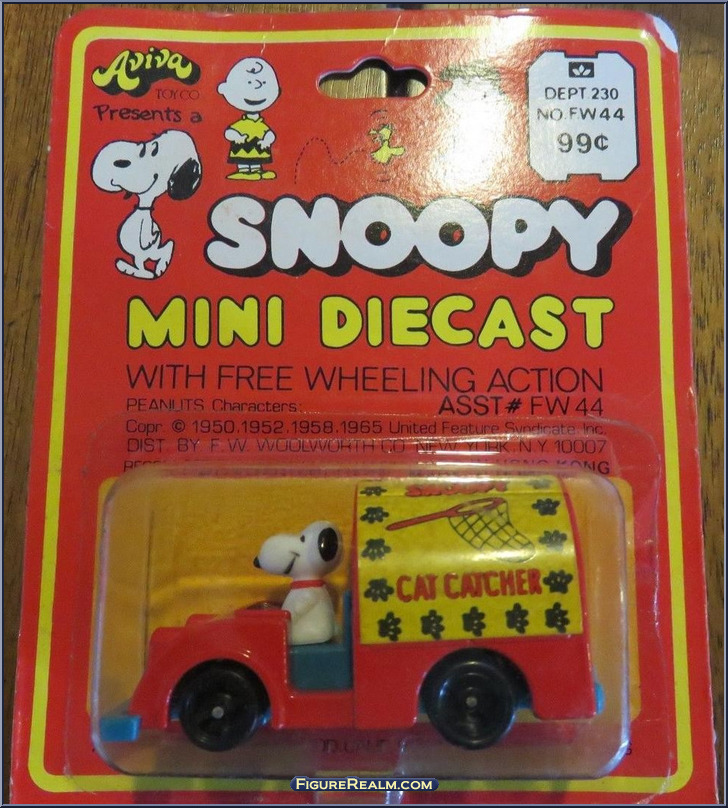 Aviva
TOY CO
Presents a
DEPT 230
NO. FW44
99¢
SNOOPY
MINI DIECAST
WITH FREE WHEELING ACTION
PEANUTS Characters:
ASST# FW44
Copr. © 1950.1952.1958.1965 United Feature Syndicate, Inc.
DIST. BY. F.W. WOOLWORTH CO. NEW YORK, N.Y. 10007
HONG KONG
SNOOPY
CAT CATCHER
FIGUREREALM.COM